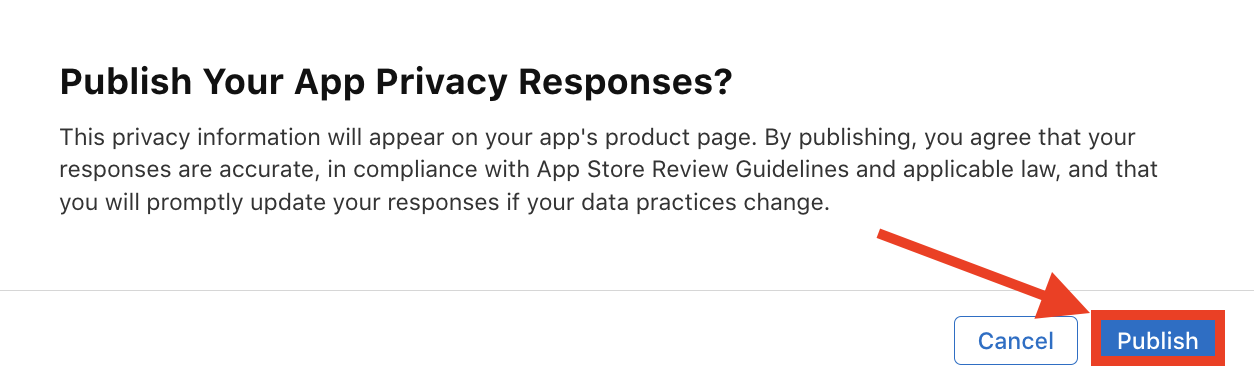 Publish Your App Privacy Responses?
This privacy information will appear on your app's product page. By publishing, you agree that your
responses are accurate, in compliance with App Store Review Guidelines and applicable law, and that
you will promptly update your responses if your data practices change.
Cancel
Publish